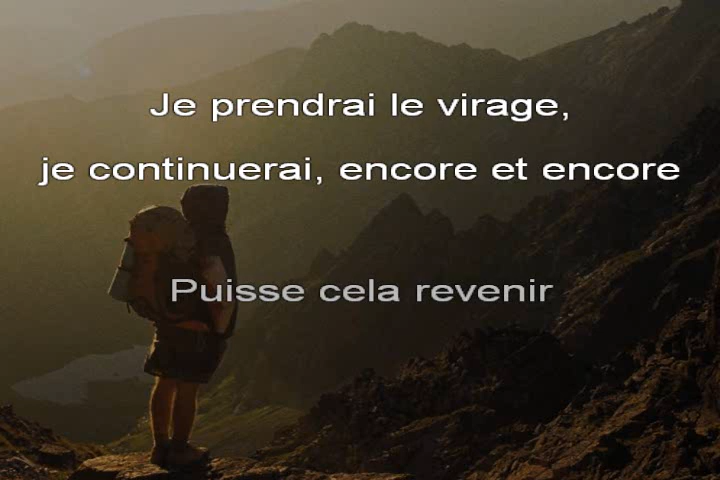 Je prendrai le virage,
je continuerai, encore et encore
Puisse cela revenir